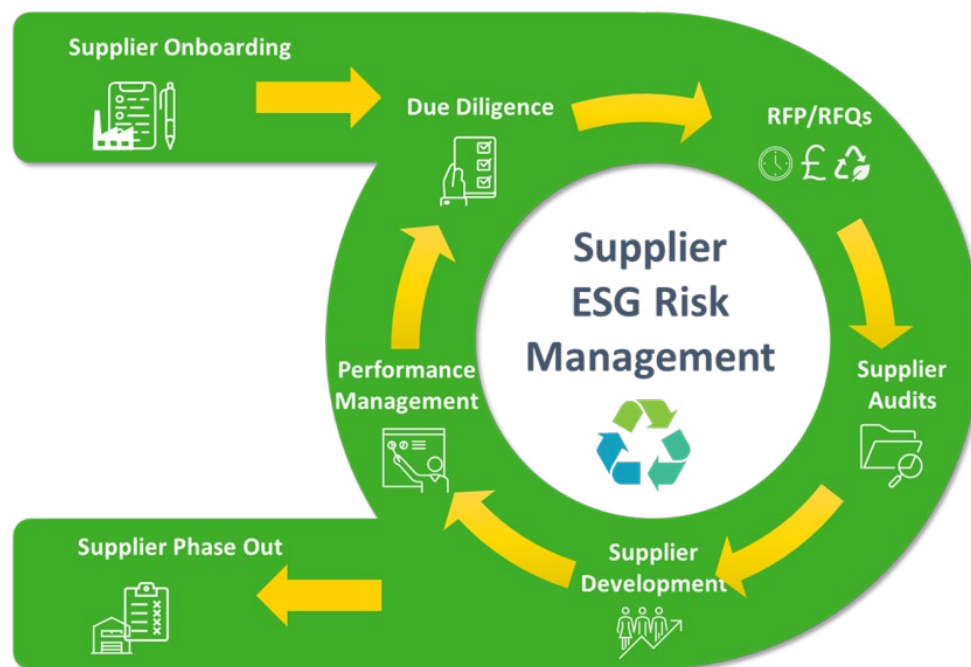 Supplier Onboarding
Due Diligence
RFP/RFQs
£
Supplier
ESG Risk
Management
Performance
Management
Supplier
Audits
Supplier Phase Out
Supplier
Development